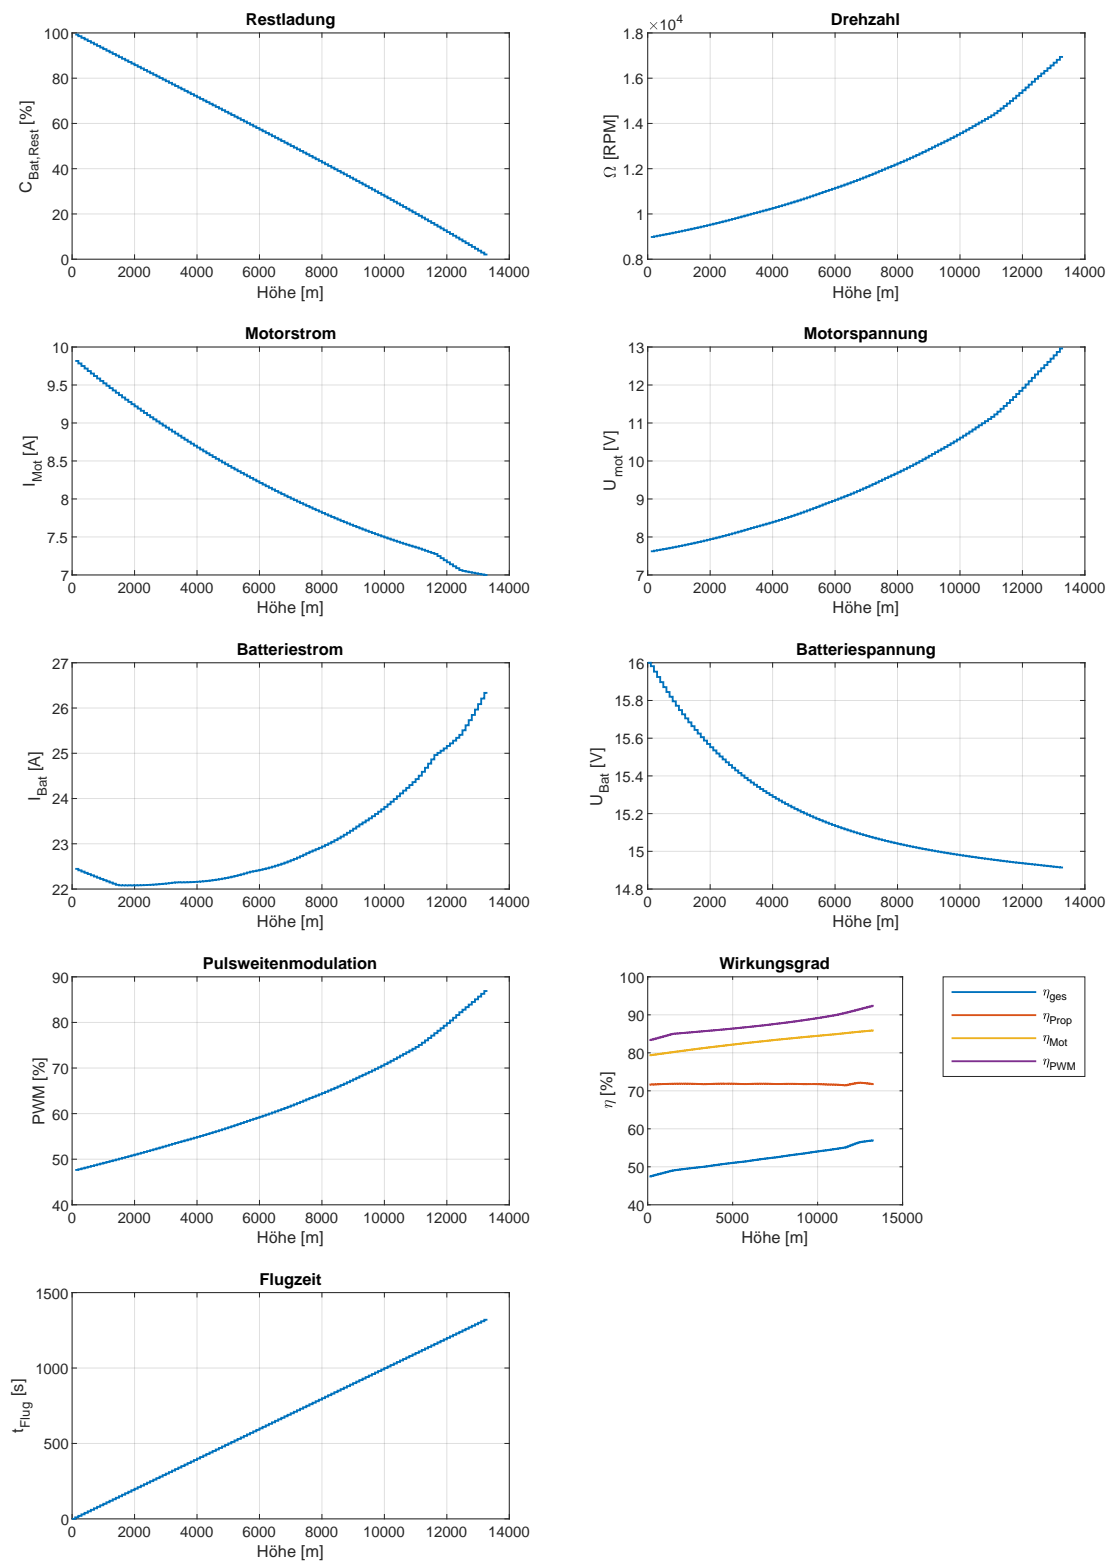 Restladung
100
80
60
40
20
0
C_Bat,Rest [%]
0 2000 4000 6000 8000 10000 12000 14000
Höhe [m]
Drehzahl
×10^4
1.8
1.6
1.4
1.2
1
0.8
Ω [RPM]
0 2000 4000 6000 8000 10000 12000 14000
Höhe [m]
Motorstrom
10
9.5
9
8.5
8
7.5
7
I_Mot [A]
0 2000 4000 6000 8000 10000 12000 14000
Höhe [m]
Motorspannung
13
12
11
10
9
8
7
U_mot [V]
0 2000 4000 6000 8000 10000 12000 14000
Höhe [m]
Batteriestrom
27
26
25
24
23
22
I_Bat [A]
0 2000 4000 6000 8000 10000 12000 14000
Höhe [m]
Batteriespannung
16
15.8
15.6
15.4
15.2
15
14.8
U_Bat [V]
0 2000 4000 6000 8000 10000 12000 14000
Höhe [m]
Pulsweitenmodulation
90
80
70
60
50
40
PWM [%]
0 2000 4000 6000 8000 10000 12000 14000
Höhe [m]
Wirkungsgrad
100
90
80
70
60
50
40
η [%]
0 5000 10000 15000
Höhe [m]
η_ges
η_Prop
η_Mot
η_PWM
Flugzeit
1500
1000
500
0
t_Flug [s]
0 2000 4000 6000 8000 10000 12000 14000
Höhe [m]